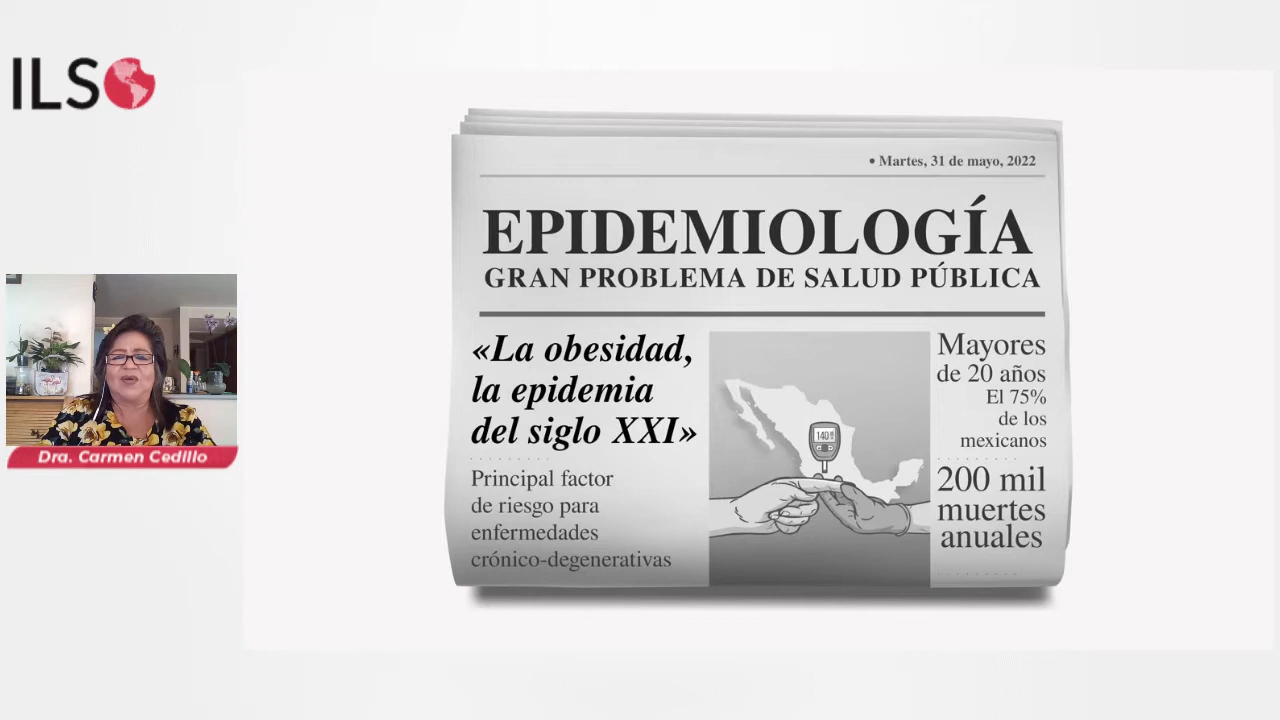 ILSO
Dra. Carmen Cedillo
• Martes, 31 de mayo, 2022
EPIDEMIOLOGÍA
GRAN PROBLEMA DE SALUD PÚBLICA
«La obesidad,
la epidemia
del siglo XXI»
Principal factor
de riesgo para
enfermedades
crónico-degenerativas
140
Mayores
de 20 años
El 75%
de los
mexicanos
200 mil
muertes
anuales